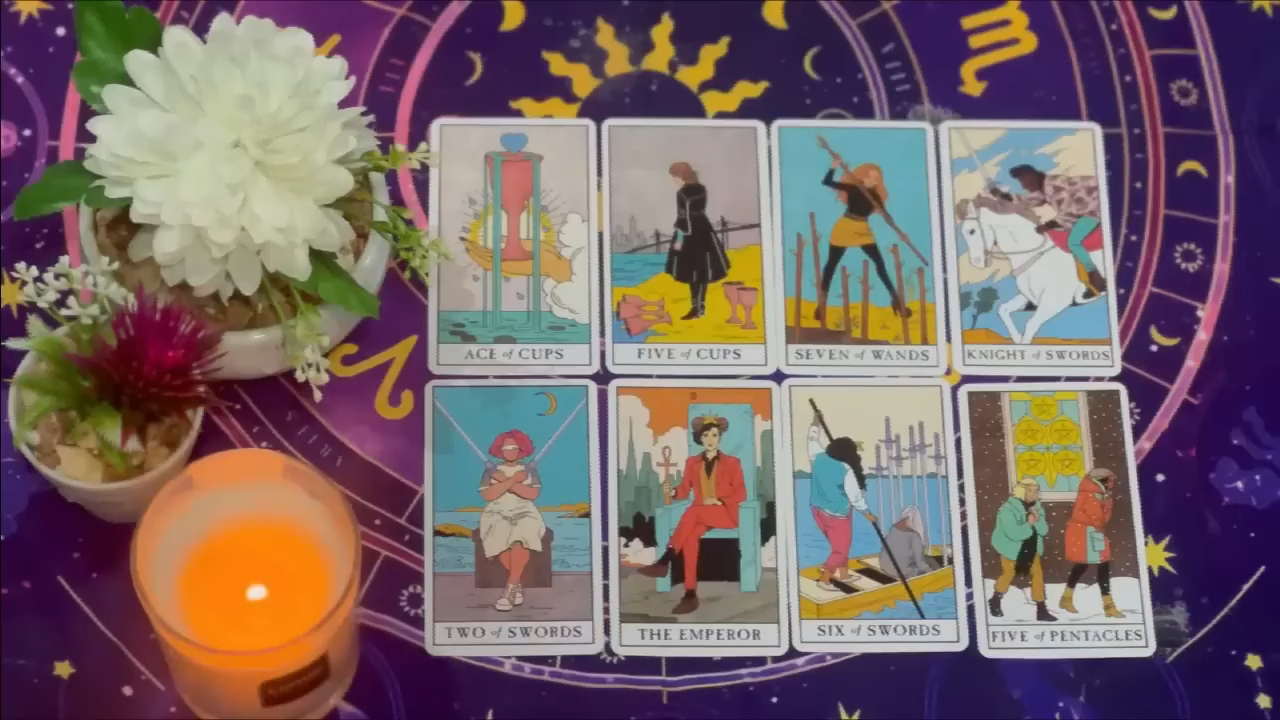 ACE of CUPS
FIVE of CUPS
SEVEN of WANDS
KNIGHT of SWORDS
TWO of SWORDS
THE EMPEROR
SIX of SWORDS
FIVE of PENTACLES